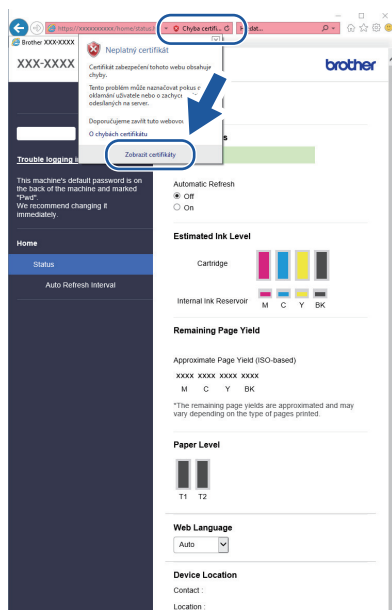 https://xxxxxxxxxx/home/status.h
Chyba certifi...
Brother XXX-XXXX
XXX-XXXX
brother
Neplatný certifikát
Certifikát zabezpečení tohoto webu obsahuje
chyby.
Tento problém může naznačovat pokus o
oklamání uživatele nebo o zachyc
odesílaných na server.
Doporučujeme zavřít tuto webovo
O chybách certifikátu
Zobrazit certifikáty
Trouble logging i
This machine's default password is on
the back of the machine and marked
"Pwd".
We recommend changing it
immediately.
Home
Status
Auto Refresh Interval
Automatic Refresh
Off
On
Estimated Ink Level
Cartridge
Internal Ink Reservoir
M C Y BK
Remaining Page Yield
Approximate Page Yield (ISO-based)
xxxx xxxx xxxx xxxx
M C Y BK
*The remaining page yields are approximated and may
vary depending on the type of pages printed.
Paper Level
T1 T2
Web Language
Auto
Device Location
Contact :
Location :